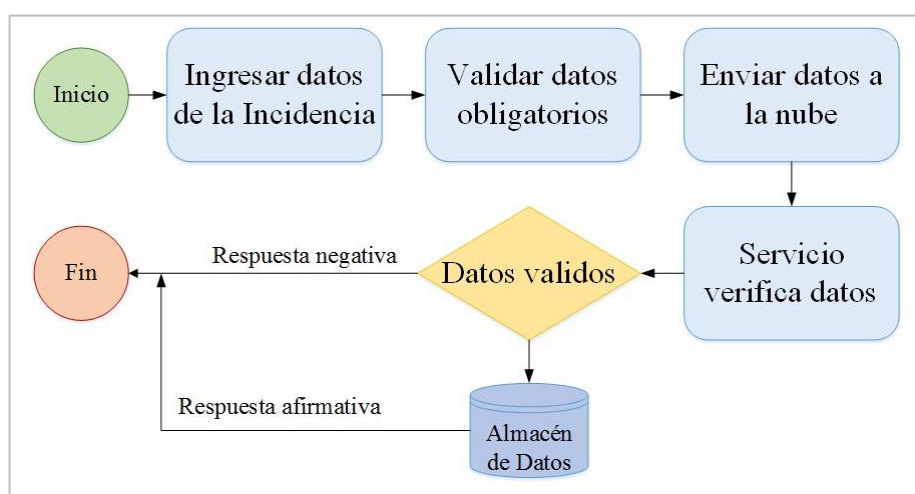 Inicio
Ingresar datos
de la Incidencia
Validar datos
obligatorios
Enviar datos a
la nube
Servicio
verifica datos
Datos validos
Respuesta negativa
Fin
Respuesta afirmativa
Almacén
de Datos